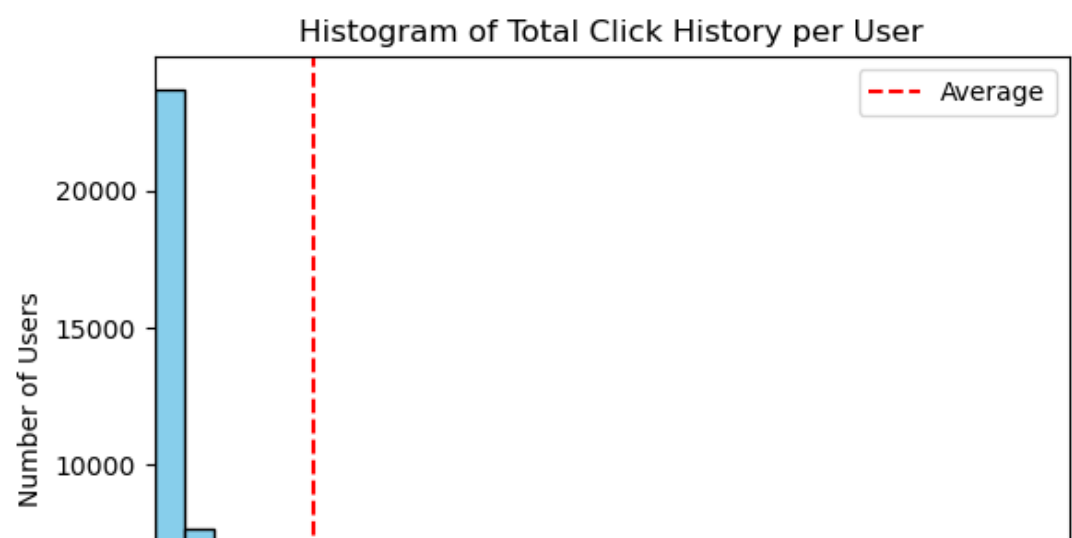 Histogram of Total Click History per User
Average
20000
15000
10000
Number of Users